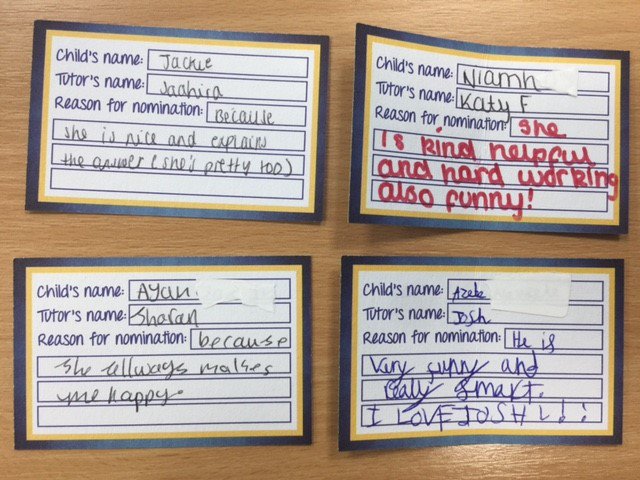 Child's name: Jackie
Tutor's name: Jaahira
Reason for nomination: Because
she is nice and explains
the answer (she's pretty too)
Child's name: Niamh
Tutor's name: Katy F
Reason for nomination: She
is kind helpful
and hard working
also funny!
Child's name: Ayan
Tutor's name: Sharan
Reason for nomination: because
she allways makes
me happy.
Child's name:
Tutor's name: Josh
Reason for nomination: He is
Very funny and
really smart.
I LOVE JOSH!!!